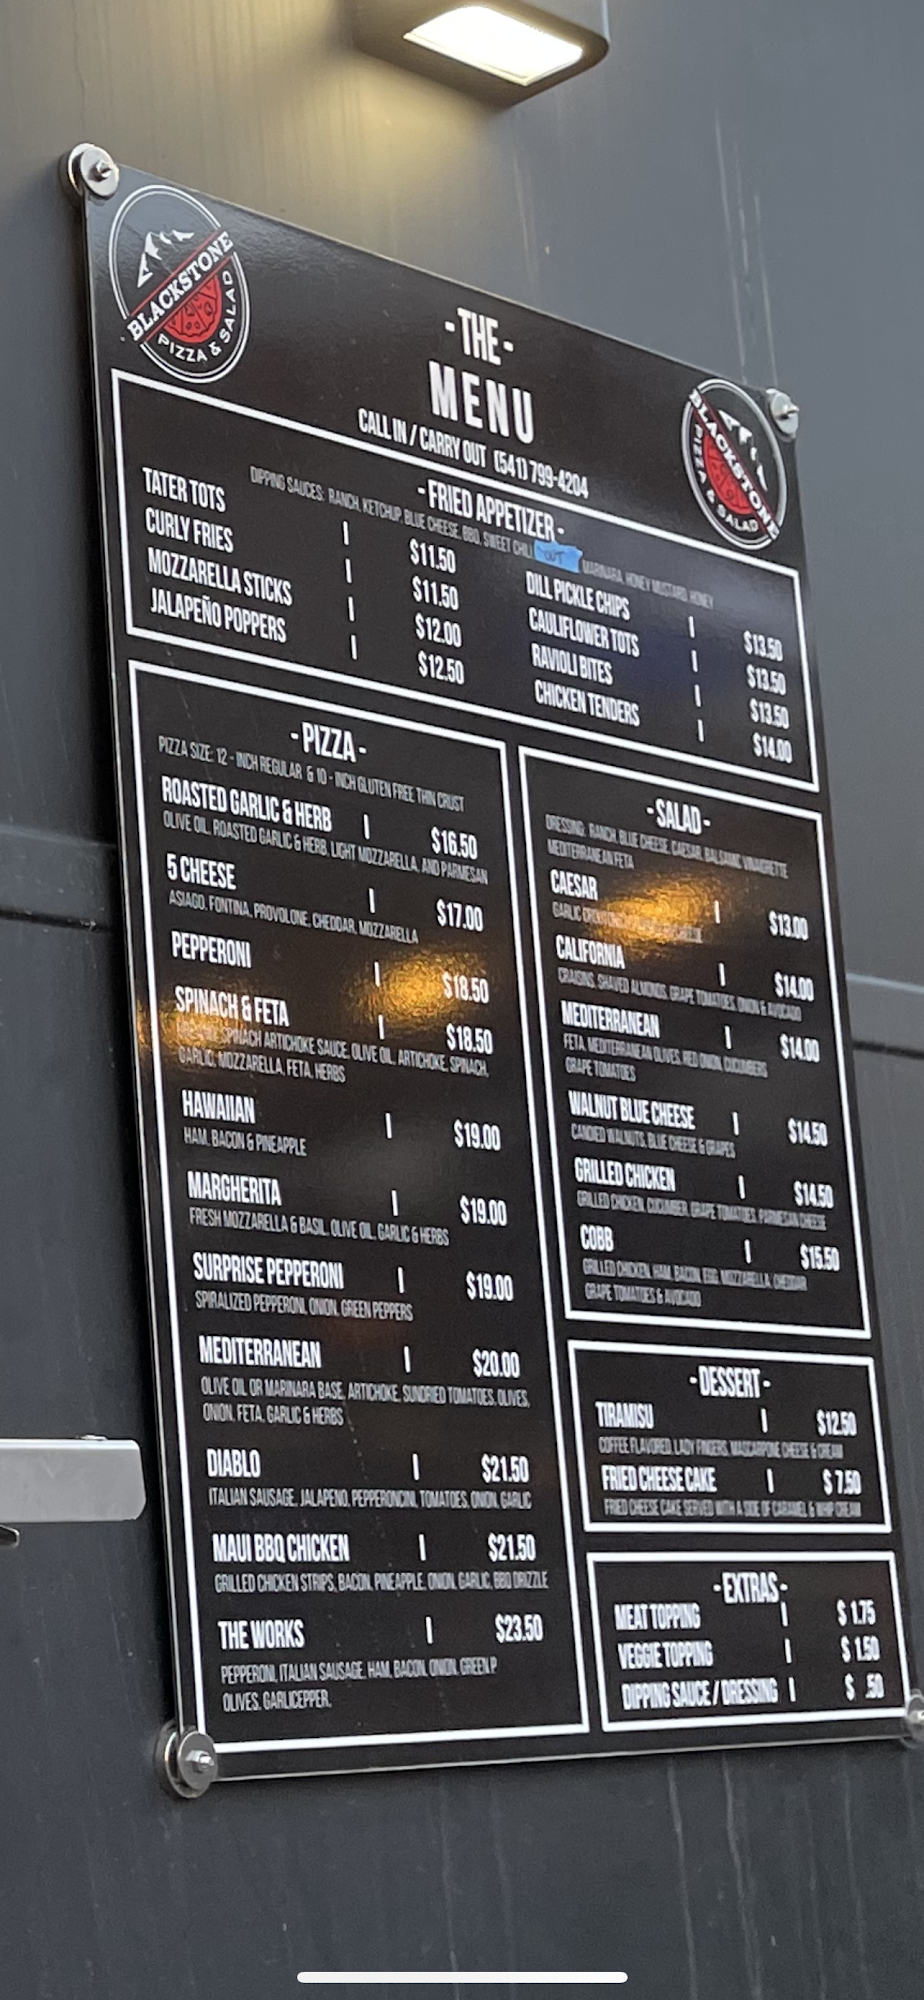 BLACKSTONE
PIZZA & SALAD
- THE -
MENU
CALL IN / CARRY OUT (541) 799-4204
BLACKSTONE
PIZZA & SALAD
- FRIED APPETIZER -
DIPPING SAUCES: RANCH, KETCHUP, BLUE CHEESE, BBQ, SWEET CHILI OUT MARINARA, HONEY MUSTARD, HONEY
TATER TOTS | $11.50
CURLY FRIES | $11.50
MOZZARELLA STICKS | $12.00
JALAPEÑO POPPERS | $12.50
DILL PICKLE CHIPS | $13.50
CAULIFLOWER TOTS | $13.50
RAVIOLI BITES | $13.50
CHICKEN TENDERS | $14.00
- PIZZA -
PIZZA SIZE: 12 - INCH REGULAR & 10 - INCH GLUTEN FREE THIN CRUST
ROASTED GARLIC & HERB | $16.50
OLIVE OIL, ROASTED GARLIC & HERB, LIGHT MOZZARELLA, AND PARMESAN
5 CHEESE | $17.00
ASIAGO, FONTINA, PROVOLONE, CHEDDAR, MOZZARELLA
PEPPERONI | $18.50
SPINACH & FETA | $18.50
SPINACH ARTICHOKE SAUCE, OLIVE OIL, ARTICHOKE, SPINACH,
GARLIC, MOZZARELLA, FETA, HERBS
HAWAIIAN | $19.00
HAM, BACON & PINEAPPLE
MARGHERITA | $19.00
FRESH MOZZARELLA & BASIL, OLIVE OIL, GARLIC & HERBS
SURPRISE PEPPERONI | $19.00
SPIRALIZED PEPPERONI, ONION, GREEN PEPPERS
MEDITERRANEAN | $20.00
OLIVE OIL OR MARINARA BASE, ARTICHOKE, SUNDRIED TOMATOES, OLIVES,
ONION, FETA, GARLIC & HERBS
DIABLO | $21.50
ITALIAN SAUSAGE, JALAPENO, PEPPERONCINI, TOMATOES, ONION, GARLIC
MAUI BBQ CHICKEN | $21.50
GRILLED CHICKEN STRIPS, BACON, PINEAPPLE, ONION, GARLIC, BBQ DRIZZLE
THE WORKS | $23.50
PEPPERONI, ITALIAN SAUSAGE, HAM, BACON, ONION, GREEN P
OLIVES, GARLICEPPER,
- SALAD -
DRESSING: RANCH, BLUE CHEESE, CAESAR, BALSAMIC VINAIGRETTE
MEDITERRANEAN FETA
CAESAR | $13.00
GARLIC
CALIFORNIA | $14.00
CRAISINS, SHAVED ALMONDS, GRAPE TOMATOES, ONION & AVOCADO
MEDITERRANEAN | $14.00
FETA, MEDITERRANEAN OLIVES, RED ONION, CUCUMBERS
GRAPE TOMATOES
WALNUT BLUE CHEESE | $14.50
CANDIED WALNUTS, BLUE CHEESE & GRAPES
GRILLED CHICKEN | $14.50
GRILLED CHICKEN, CUCUMBER, GRAPE TOMATOES, PARMESAN CHEESE
COBB | $15.50
GRILLED CHICKEN, HAM, BACON, EGG, MOZZARELLA, CHEDDAR
GRAPE TOMATOES & AVOCADO
- DESSERT -
TIRAMISU | $12.50
COFFEE FLAVORED, LADY FINGERS, MASCARPONE CHEESE & CREAM
FRIED CHEESE CAKE | $ 7.50
FRIED CHEESE CAKE SERVED WITH A SIDE OF CARAMEL & WHIP CREAM
- EXTRAS -
MEAT TOPPING | $ 1.75
VEGGIE TOPPING | $ 1.50
DIPPING SAUCE / DRESSING | $ .50